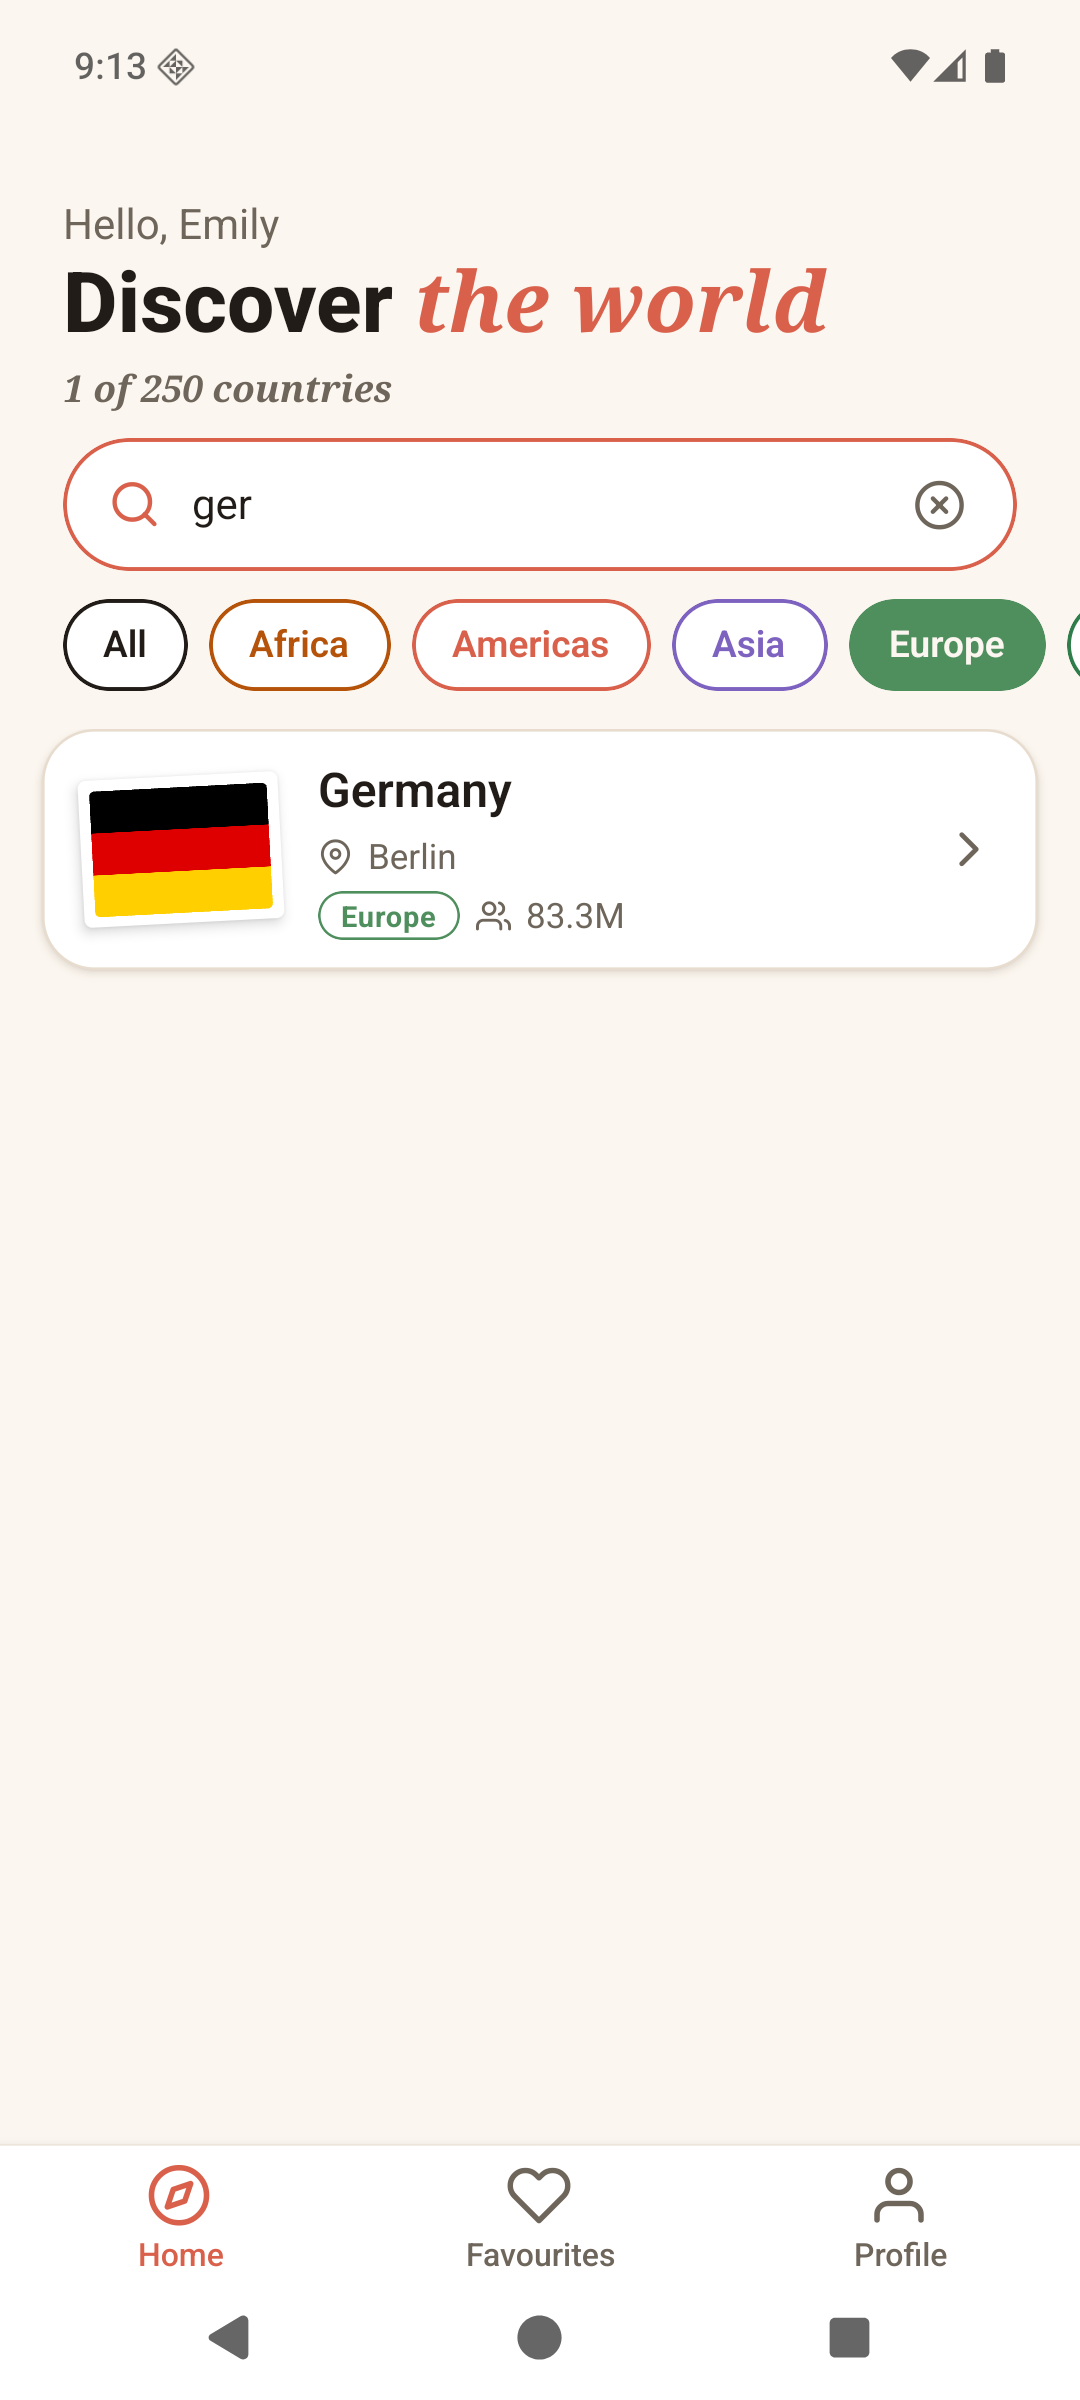 9:13
Hello, Emily
Discover the world
1 of 250 countries
ger
All Africa Americas Asia Europe
Germany
Berlin
Europe 83.3M
Home Favourites Profile